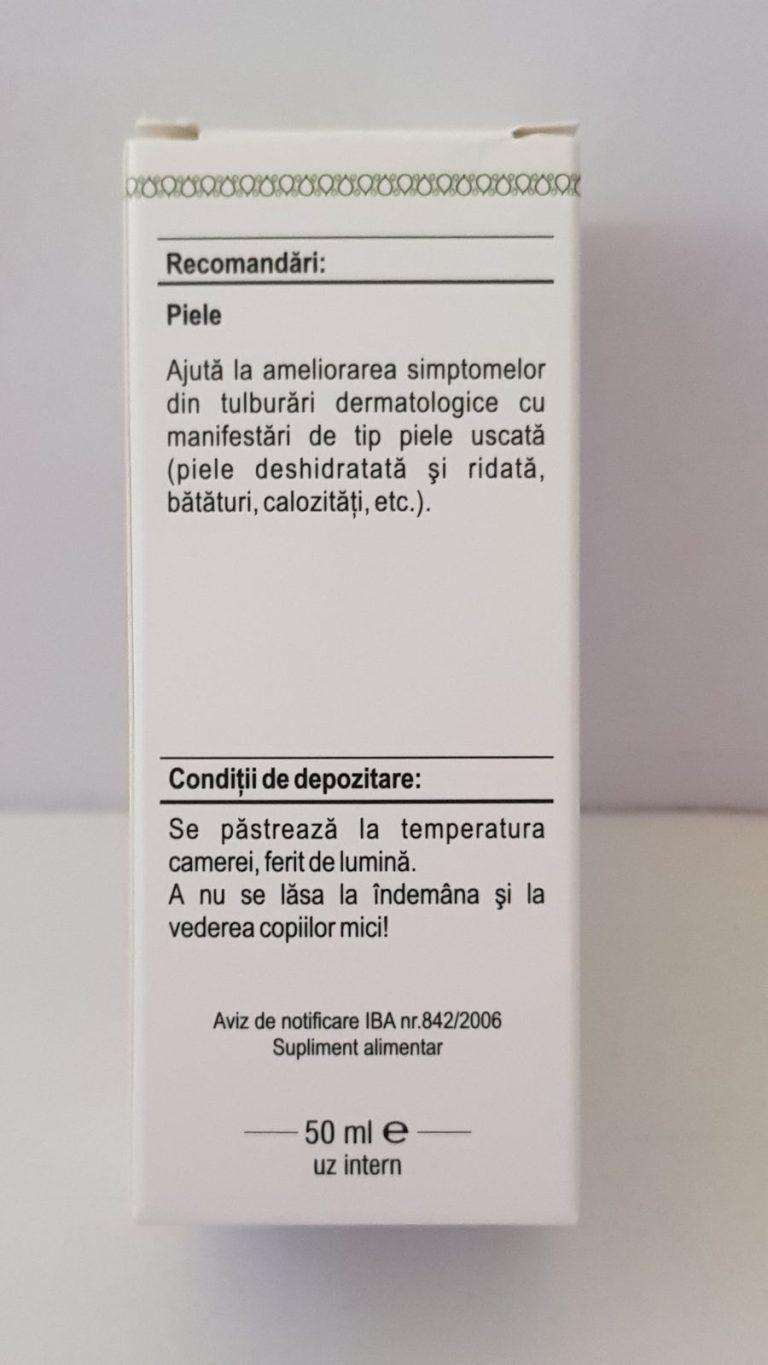 Recomandări:
Piele
Ajută la ameliorarea simptomelor
din tulburări dermatologice cu
manifestări de tip piele uscată
(piele deshidratată şi ridată,
bătături, calozități, etc.).
Condiții de depozitare:
Se păstrează la temperatura
camerei, ferit de lumină.
A nu se lăsa la îndemâna şi la
vederea copiilor mici!
Aviz de notificare IBA nr.842/2006
Supliment alimentar
50 ml ℮
uz intern